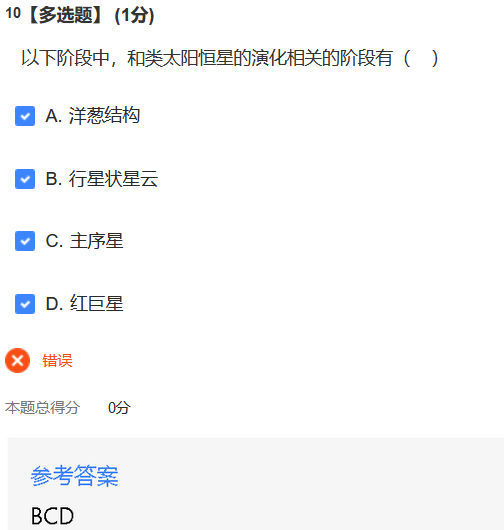 10【多选题】 (1分)
以下阶段中，和类太阳恒星的演化相关的阶段有（　）
A. 洋葱结构
B. 行星状星云
C. 主序星
D. 红巨星
错误
本题总得分 0分
参考答案
BCD